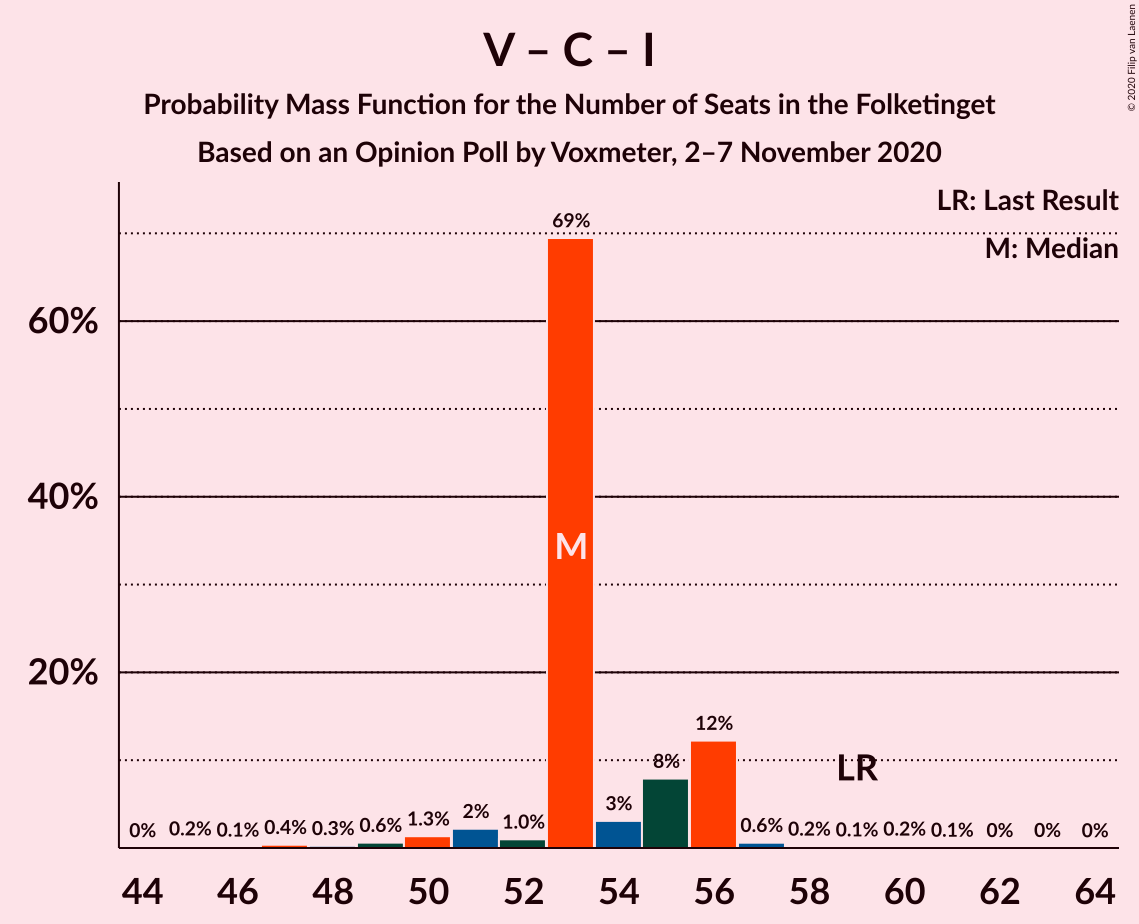 V – C – I
Probability Mass Function for the Number of Seats in the Folketinget
Based on an Opinion Poll by Voxmeter, 2–7 November 2020
© 2020 Filip van Laenen
LR: Last Result
M: Median
69%
60%
40%
20%
M
LR
0% 0.2% 0.1% 0.4% 0.3% 0.6% 1.3% 2% 1.0% 3% 8% 12% 0.6% 0.2% 0.1% 0.2% 0.1% 0% 0% 0%
44 46 48 50 52 54 56 58 60 62 64